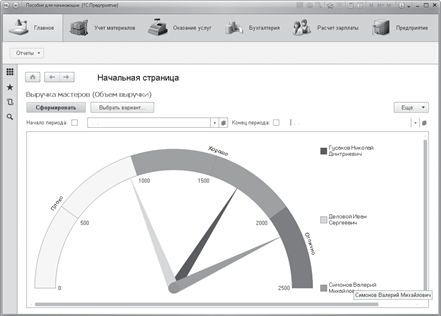 Пособие для начинающих (1С:Предприятие)
Главное
Учет материалов
Оказание услуг
Бухгалтерия
Расчет зарплаты
Предприятие
Отчеты
Начальная страница
Выручка мастеров (Объем выручки)
Сформировать
Выбрать вариант...
Еще
Начало периода:
Конец периода:
Плохо
Хорошо
Отлично
0
500
1000
1500
2000
2500
Гусаков Николай
Дмитриевич
Деловой Иван
Сергеевич
Симонов Валерий
Михайлович
Симонов Валерий Михайлович